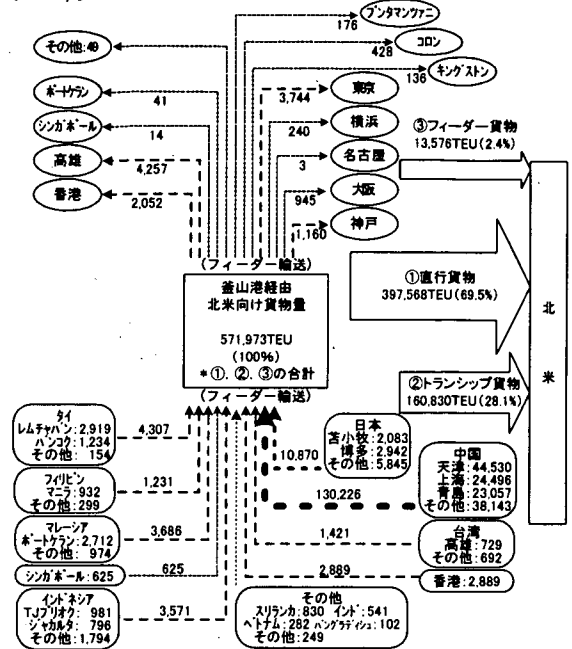 176
プンタマンツァニ
428
コロン
136
キングストン
その他:49
ポートケラン
41
シンガポール
14
高雄
4,257
香港
2,052
3,744
東京
240
横浜
3
名古屋
945
大阪
1,160
神戸
③フィーダー貨物
13,576TEU(2.4%)
(フィーダー輸送)
釜山港経由
北米向け貨物量
571,973TEU
(100%)
*①、②、③の合計
(フィーダー輸送)
①直行貨物
397,568TEU(69.5%)
②トランシップ貨物
160,830TEU(28.1%)
北
米
タイ
レムチャバン:2,919
バンコク:1,234
その他: 154
4,307
フィリピン
マニラ:932
その他:299
1,231
マレーシア
ポートケラン:2,712
その他: 974
3,686
シンガポール:625
625
インドネシア
TJプリオク: 981
ジャカルタ: 796
その他:1,794
3,571
日本
苫小牧:2,083
博多:2,942
その他:5,845
10,870
中国
天津:44,530
上海:24,496
青島:23,057
その他:38,143
130,226
台湾
高雄:729
その他:692
1,421
香港:2,889
2,889
その他
スリランカ:830 インド:541
ベトナム:282 バングラディシュ:102
その他:249